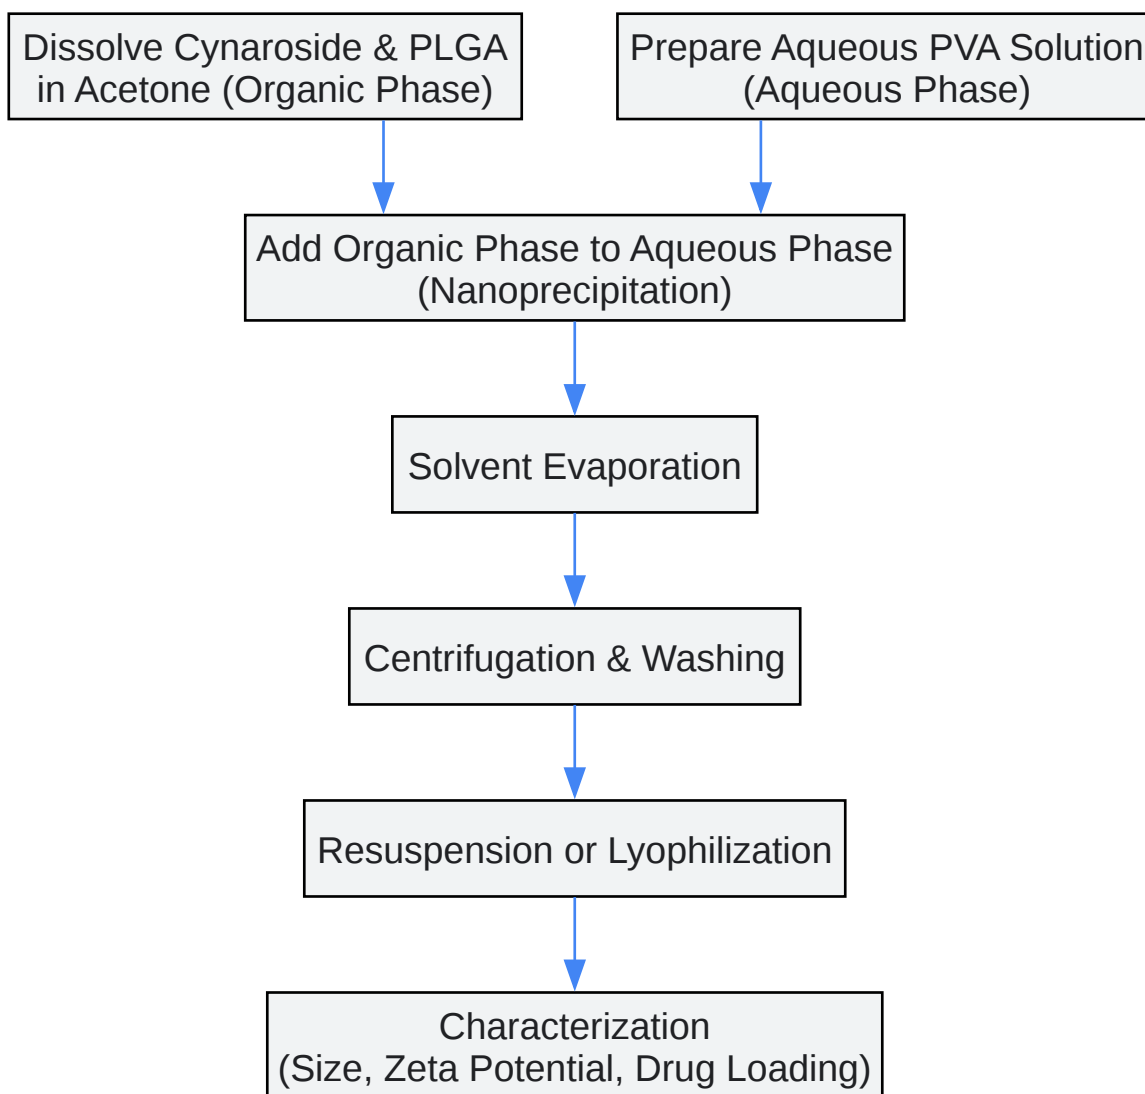 Dissolve Cynaroside & PLGA
in Acetone (Organic Phase)
Prepare Aqueous PVA Solution
(Aqueous Phase)
Add Organic Phase to Aqueous Phase
(Nanoprecipitation)
Solvent Evaporation
Centrifugation & Washing
Resuspension or Lyophilization
Characterization
(Size, Zeta Potential, Drug Loading)